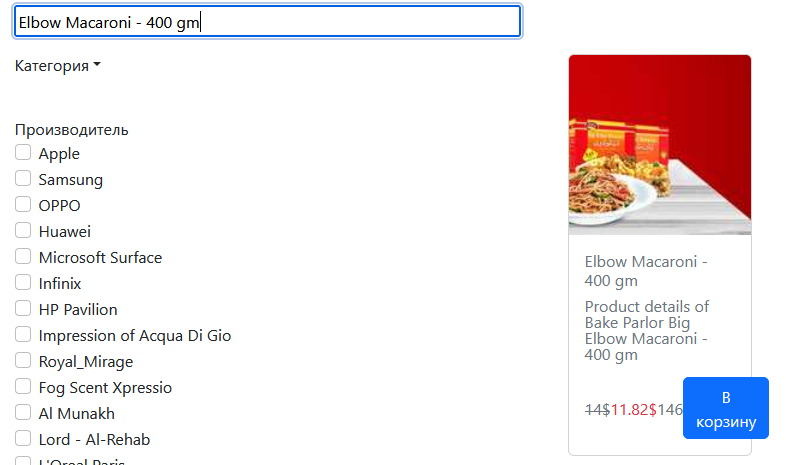 Elbow Macaroni - 400 gm
Категория
Производитель
Apple
Samsung
OPPO
Huawei
Microsoft Surface
Infinix
HP Pavilion
Impression of Acqua Di Gio
Royal_Mirage
Fog Scent Xpressio
Al Munakh
Lord - Al-Rehab
L'Oreal Paris
Elbow Macaroni -
400 gm
Product details of
Bake Parlor Big
Elbow Macaroni -
400 gm
14$11.82$146
В
корзину